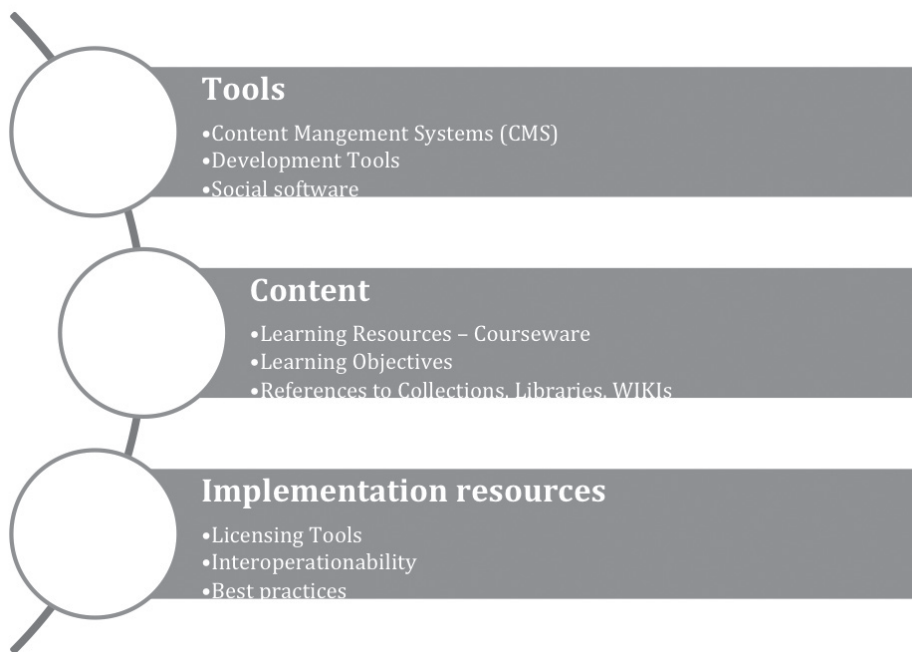 Tools
•Content Mangement Systems (CMS)
•Development Tools
•Social software
Content
•Learning Resources – Courseware
•Learning Objectives
•References to Collections, Libraries, WIKIs
Implementation resources
•Licensing Tools
•Interoperationability
•Best practices